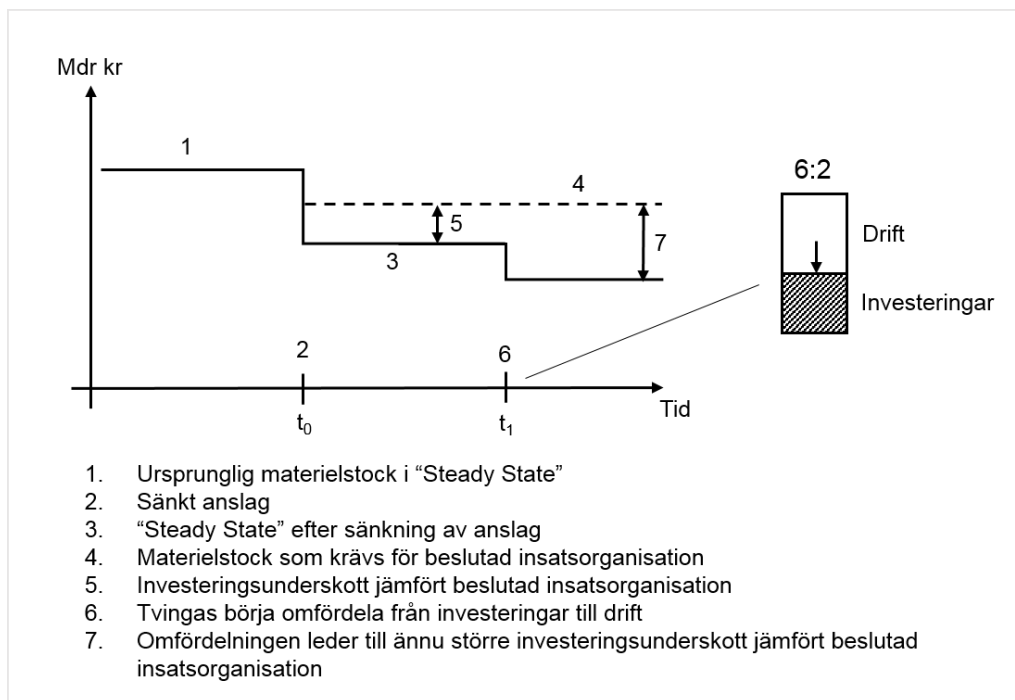 Mdr kr
1
4
6:2
5
7
Drift
3
Investeringar
2
6
Tid
t₀
t₁
1. Ursprunglig materielstock i “Steady State”
2. Sänkt anslag
3. “Steady State” efter sänkning av anslag
4. Materielstock som krävs för beslutad insatsorganisation
5. Investeringsunderskott jämfört beslutad insatsorganisation
6. Tvingas börja omfördela från investeringar till drift
7. Omfördelningen leder till ännu större investeringsunderskott jämfört beslutad
insatsorganisation